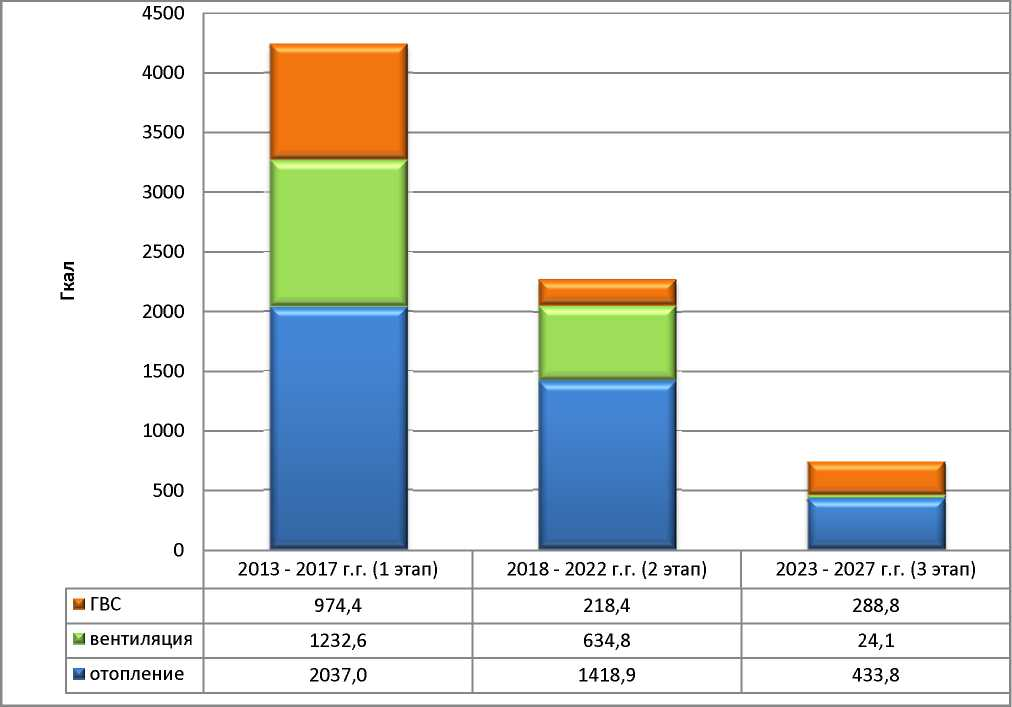 4500
4000
3500
3000
2500
2000
1500
1000
500
0
Гкал
2013 - 2017 г.г. (1 этап) 2018 - 2022 г.г. (2 этап) 2023 - 2027 г.г. (3 этап)
ГВС 974,4 218,4 288,8
вентиляция 1232,6 634,8 24,1
отопление 2037,0 1418,9 433,8